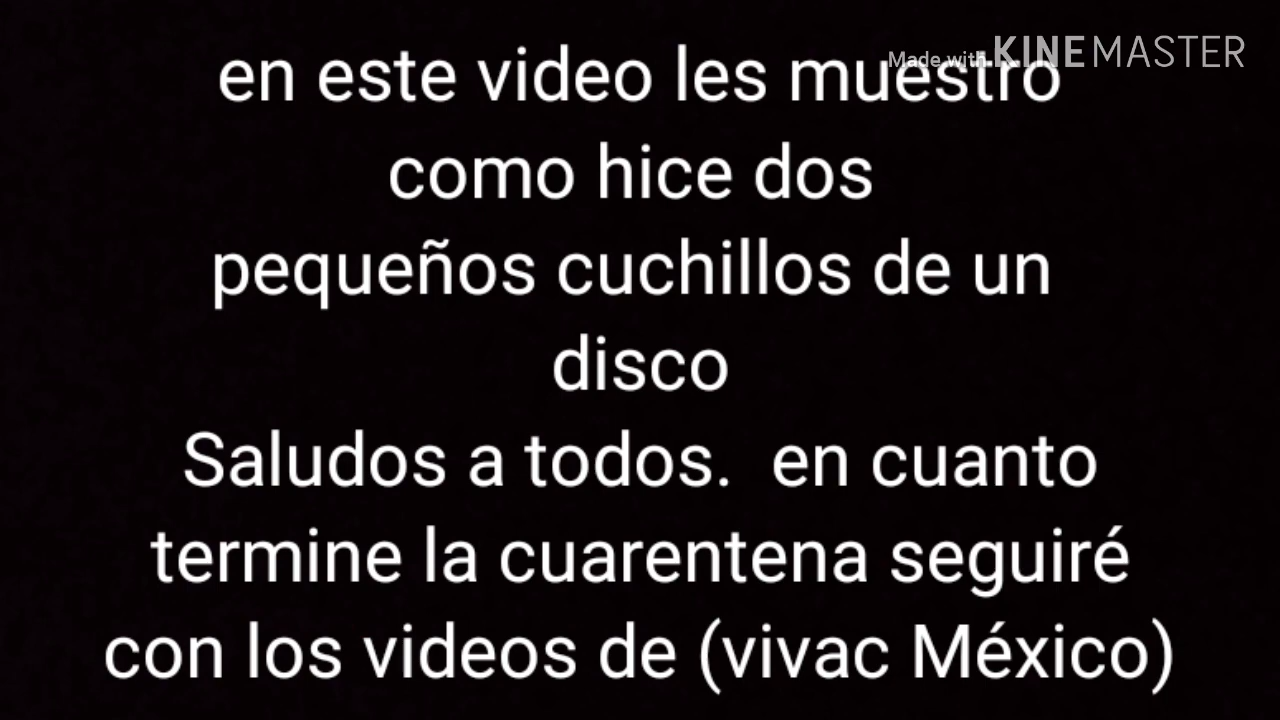 Made with KINEMASTER
en este video les muestro
como hice dos
pequeños cuchillos de un
disco
Saludos a todos.  en cuanto
termine la cuarentena seguiré
con los videos de (vivac México)